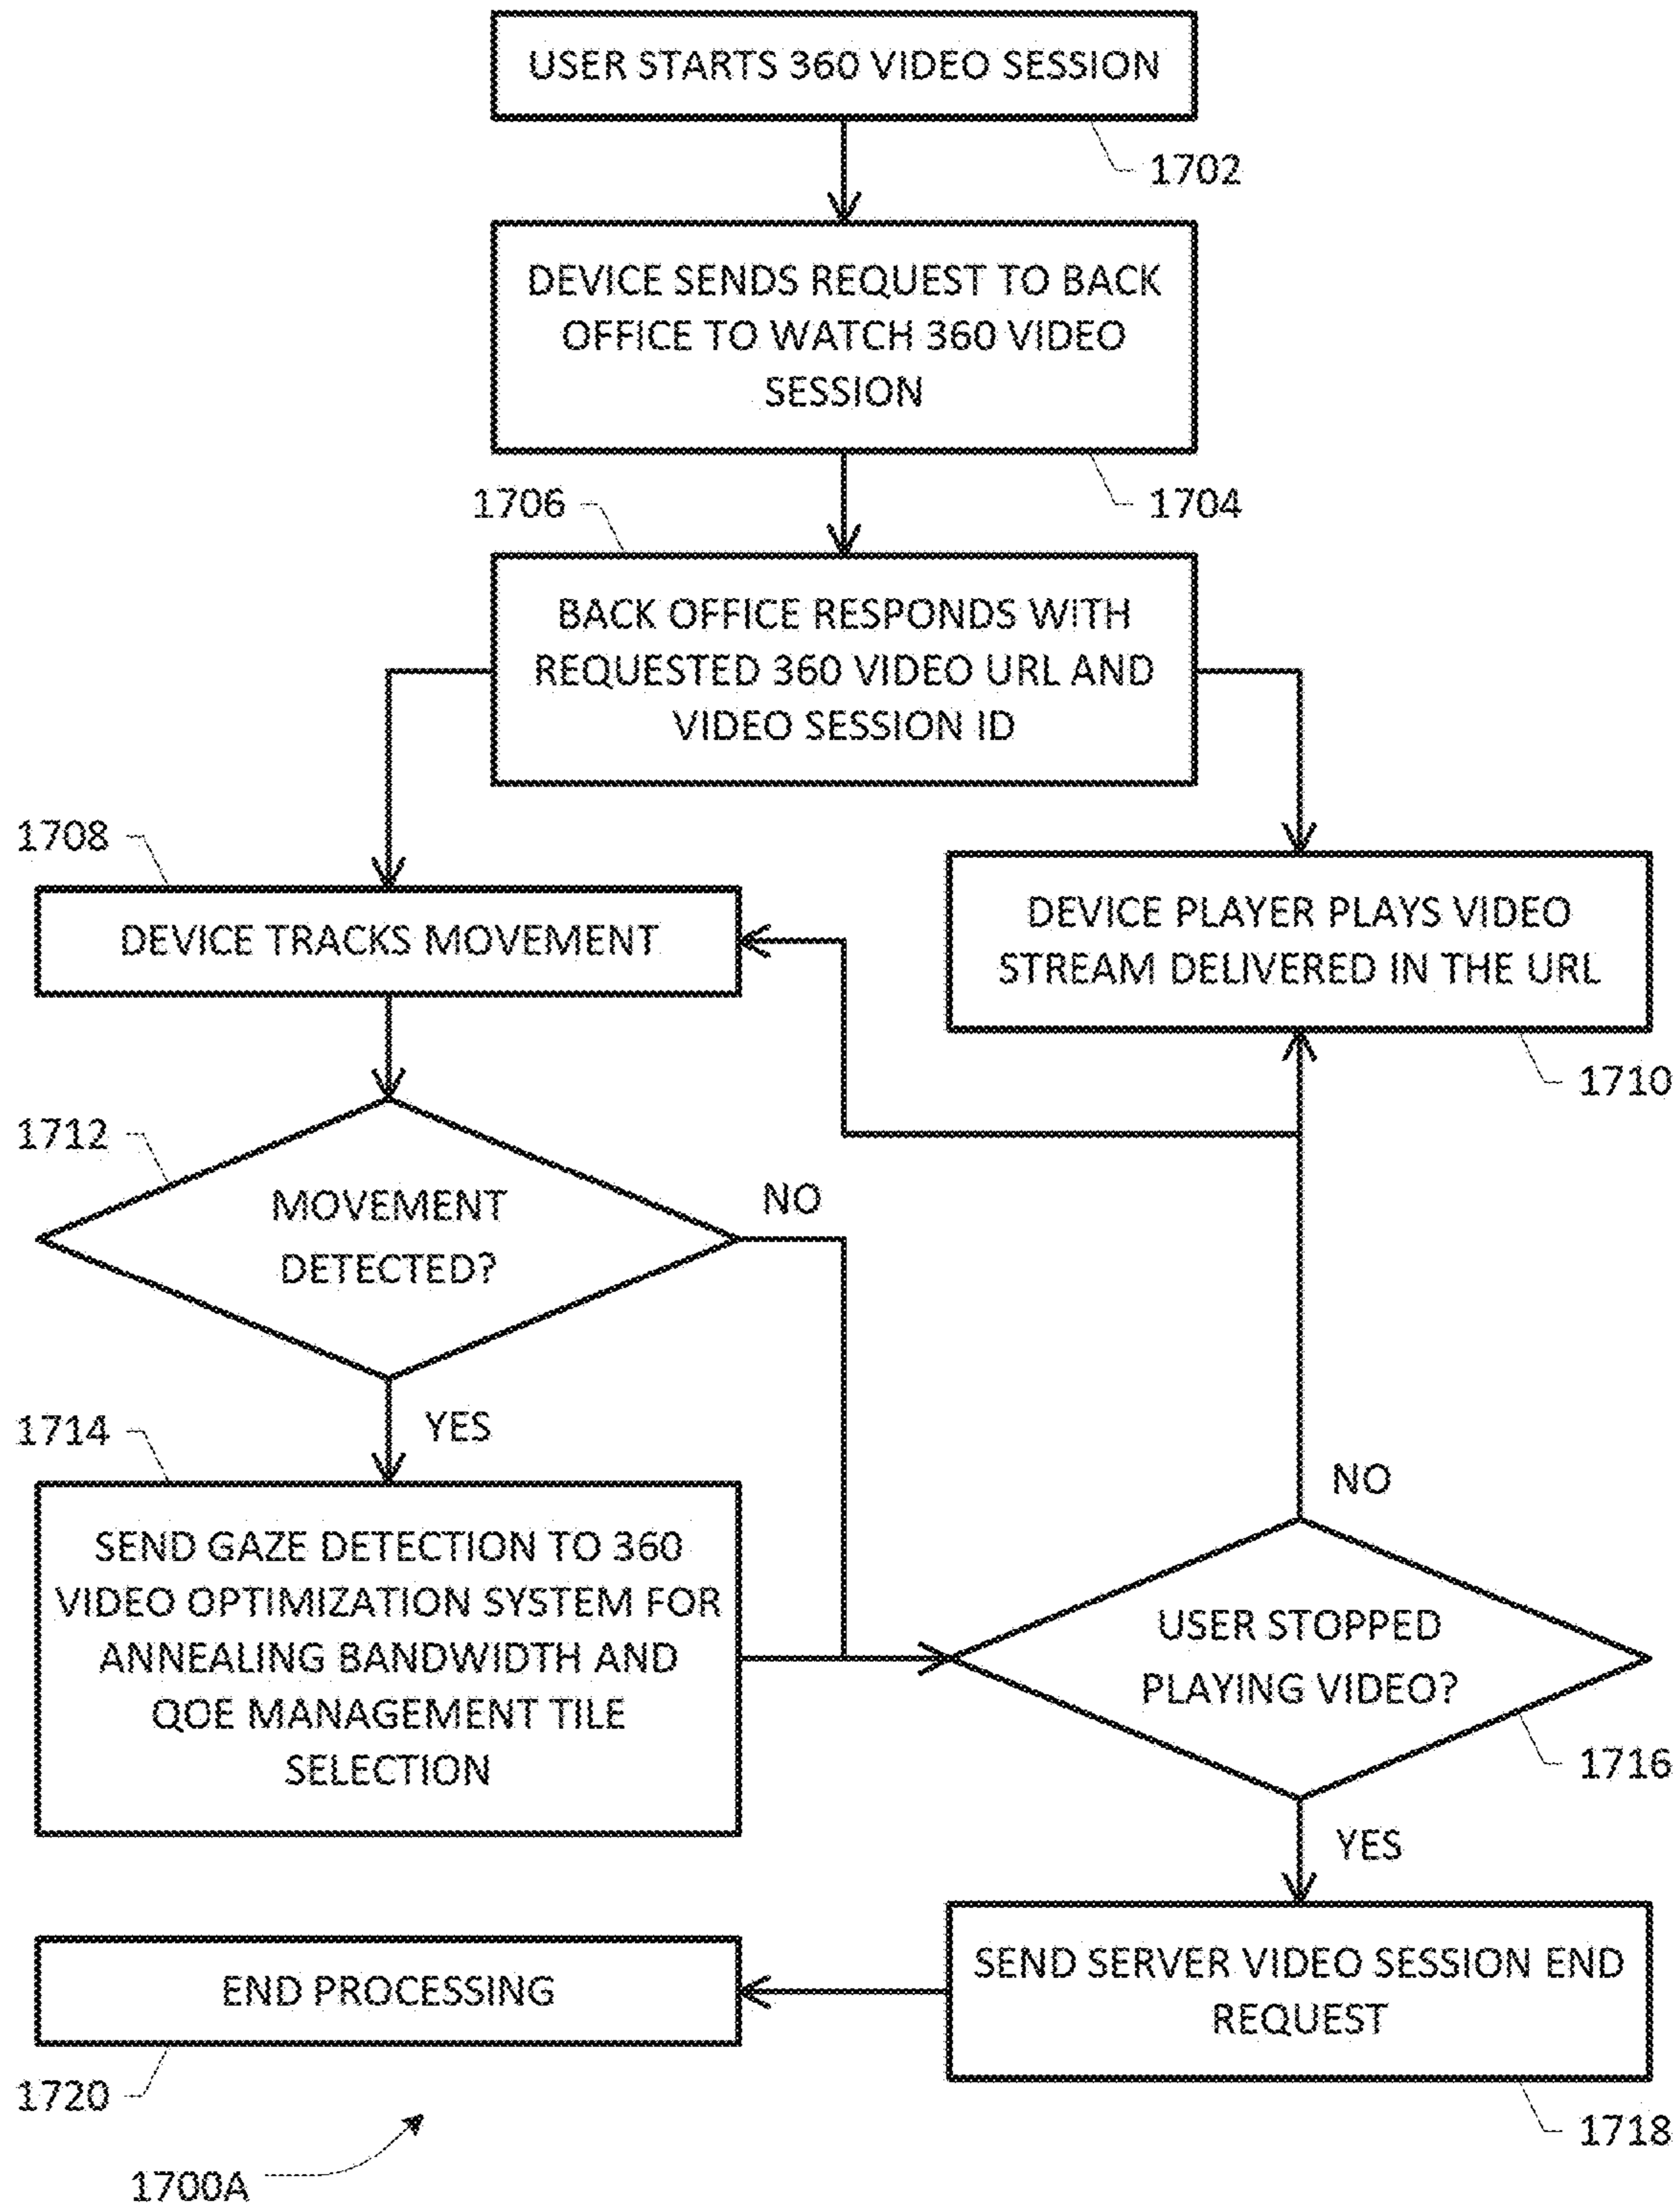 USER STARTS 360 VIDEO SESSION
1702
DEVICE SENDS REQUEST TO BACK
OFFICE TO WATCH 360 VIDEO
SESSION
1704
1706
BACK OFFICE RESPONDS WITH
REQUESTED 360 VIDEO URL AND
VIDEO SESSION ID
1708
DEVICE TRACKS MOVEMENT
DEVICE PLAYER PLAYS VIDEO
STREAM DELIVERED IN THE URL
1710
1712
MOVEMENT
DETECTED?
NO
YES
1714
SEND GAZE DETECTION TO 360
VIDEO OPTIMIZATION SYSTEM FOR
ANNEALING BANDWIDTH AND
QOE MANAGEMENT TILE
SELECTION
NO
USER STOPPED
PLAYING VIDEO?
1716
YES
SEND SERVER VIDEO SESSION END
REQUEST
1718
END PROCESSING
1720
1700A